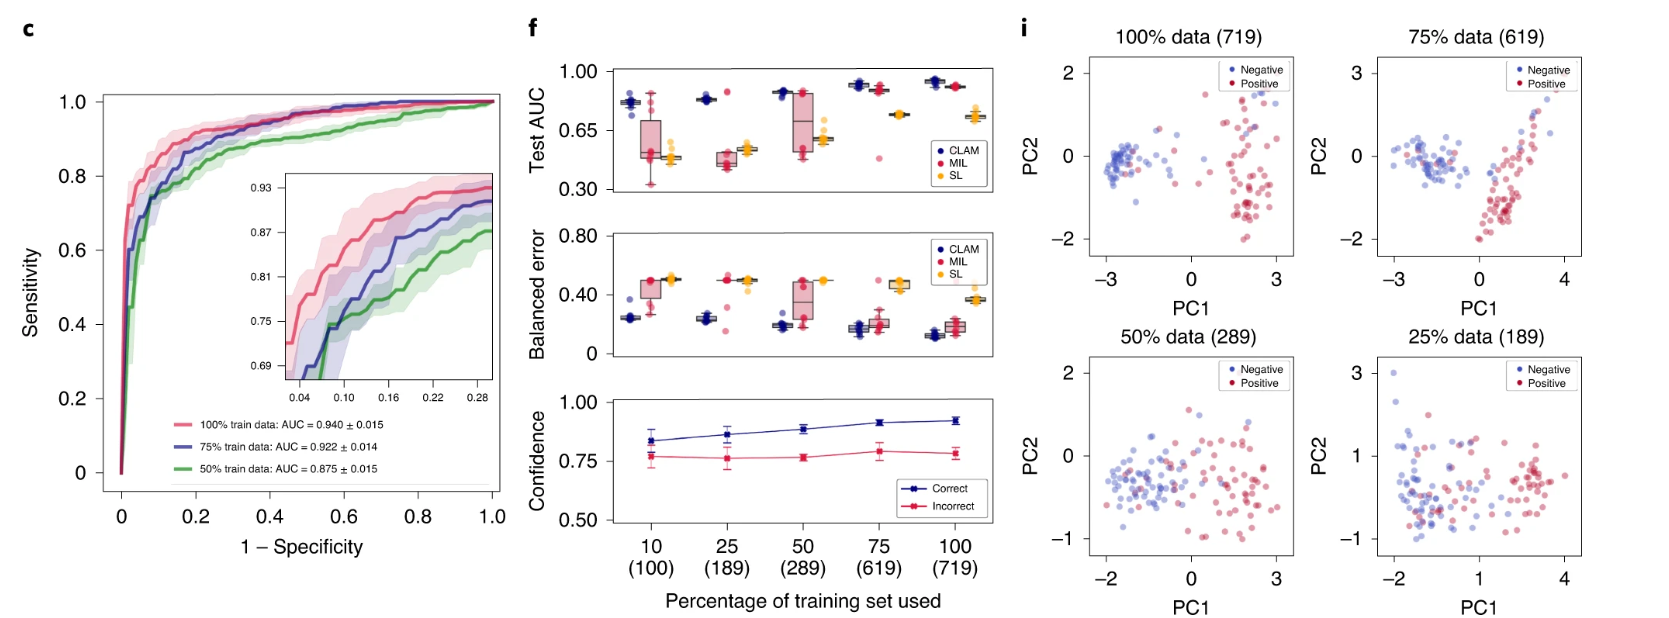 c
Sensitivity
1.0
0.8
0.6
0.4
0.2
0
0.93
0.87
0.81
0.75
0.69
0.04 0.10 0.16 0.22 0.28
100% train data: AUC = 0.940 ± 0.015
75% train data: AUC = 0.922 ± 0.014
50% train data: AUC = 0.875 ± 0.015
0 0.2 0.4 0.6 0.8 1.0
1 – Specificity
f
Test AUC
1.00
0.65
0.30
CLAM
MIL
SL
Balanced error
0.80
0.40
0
CLAM
MIL
SL
Confidence
1.00
0.75
0.50
Correct
Incorrect
10 25 50 75 100
(100) (189) (289) (619) (719)
Percentage of training set used
i
100% data (719)
Negative
Positive
PC2
2
0
–2
–3 0 3
PC1
75% data (619)
Negative
Positive
PC2
3
0
–2
–3 0 4
PC1
50% data (289)
Negative
Positive
PC2
2
0
–1
–2 0 3
PC1
25% data (189)
Negative
Positive
PC2
3
1
–1
–2 1 4
PC1